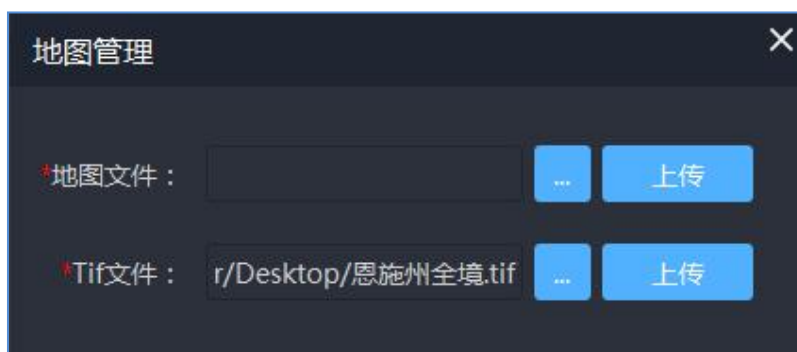 地图管理
*地图文件： ... 上传
*Tif文件： r/Desktop/恩施州全境.tif ... 上传